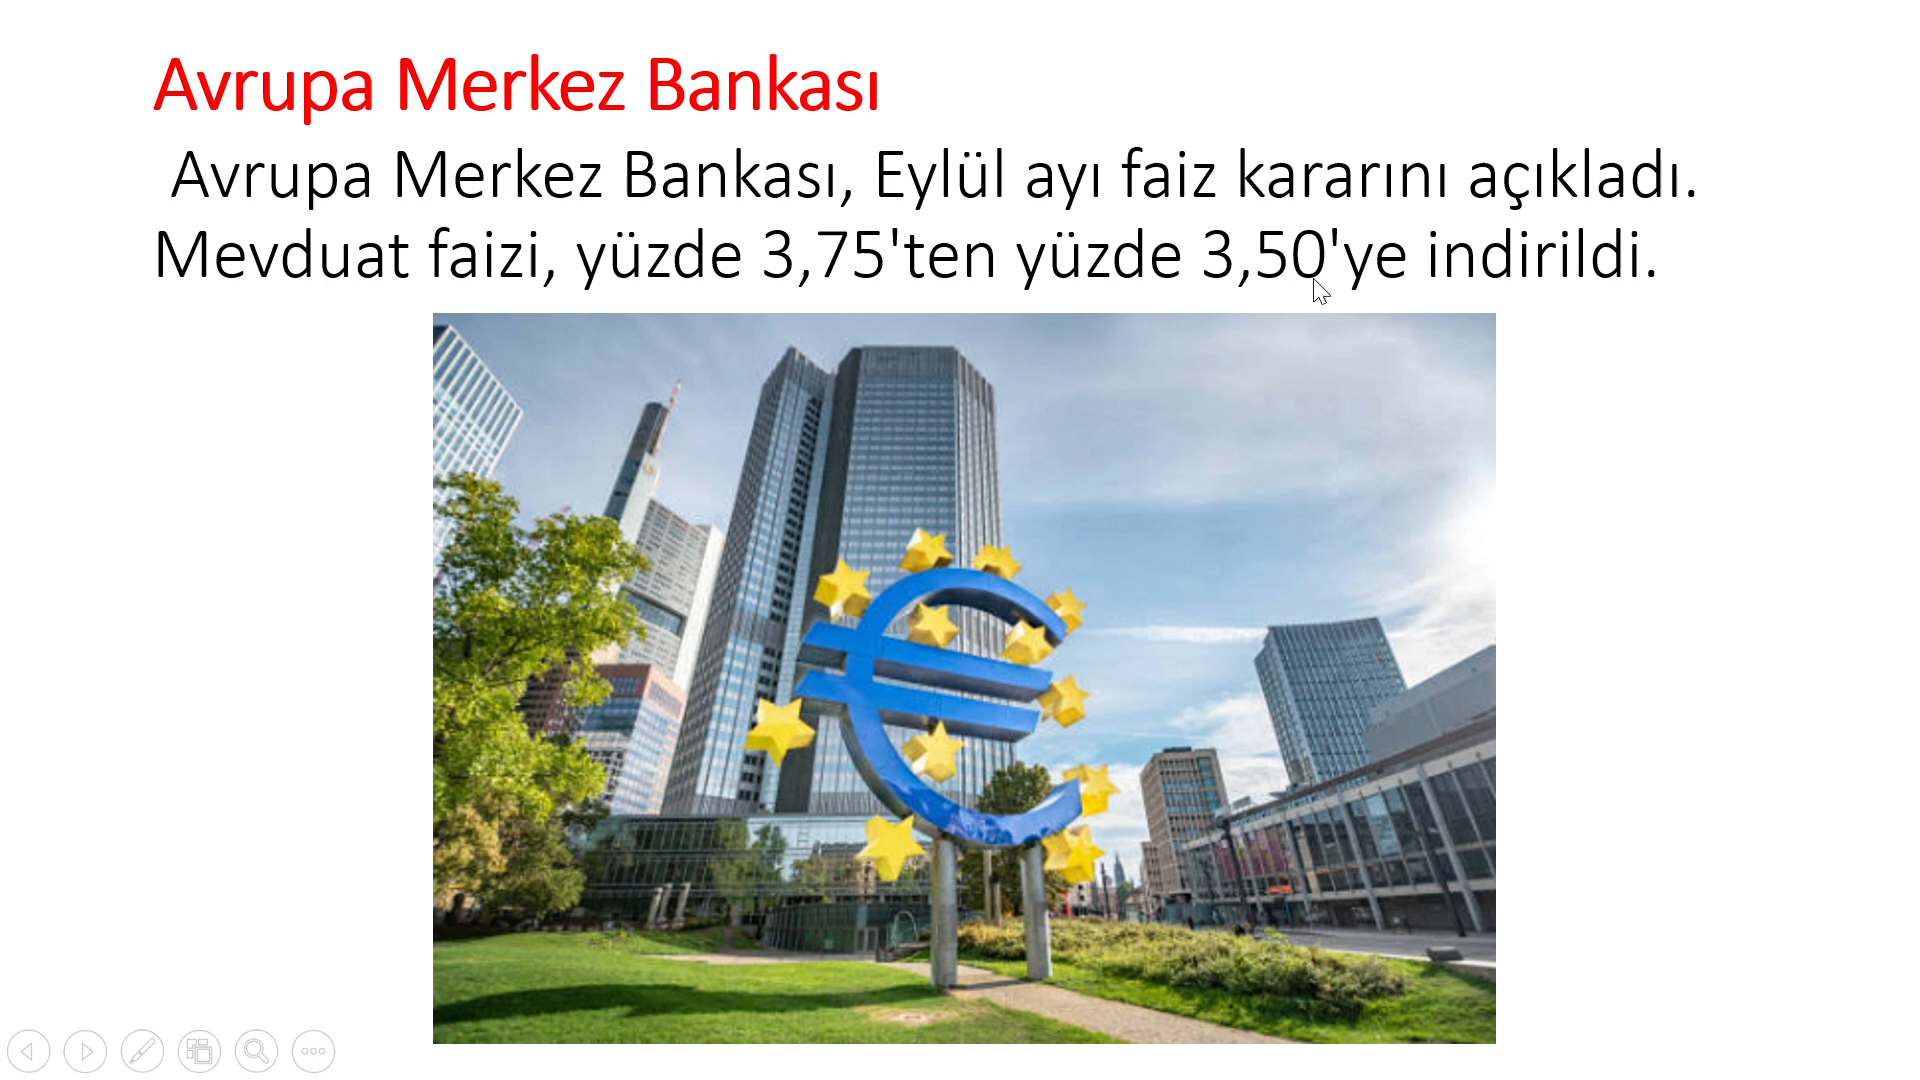 Avrupa Merkez Bankası
Avrupa Merkez Bankası, Eylül ayı faiz kararını açıkladı.
Mevduat faizi, yüzde 3,75'ten yüzde 3,50'ye indirildi.